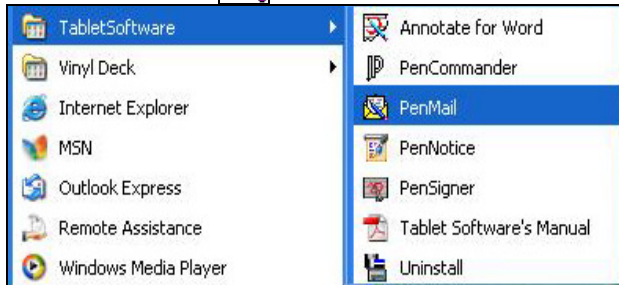 TabletSoftware
Vinyl Deck
Internet Explorer
MSN
Outlook Express
Remote Assistance
Windows Media Player
Annotate for Word
PenCommander
PenMail
PenNotice
PenSigner
Tablet Software's Manual
Uninstall